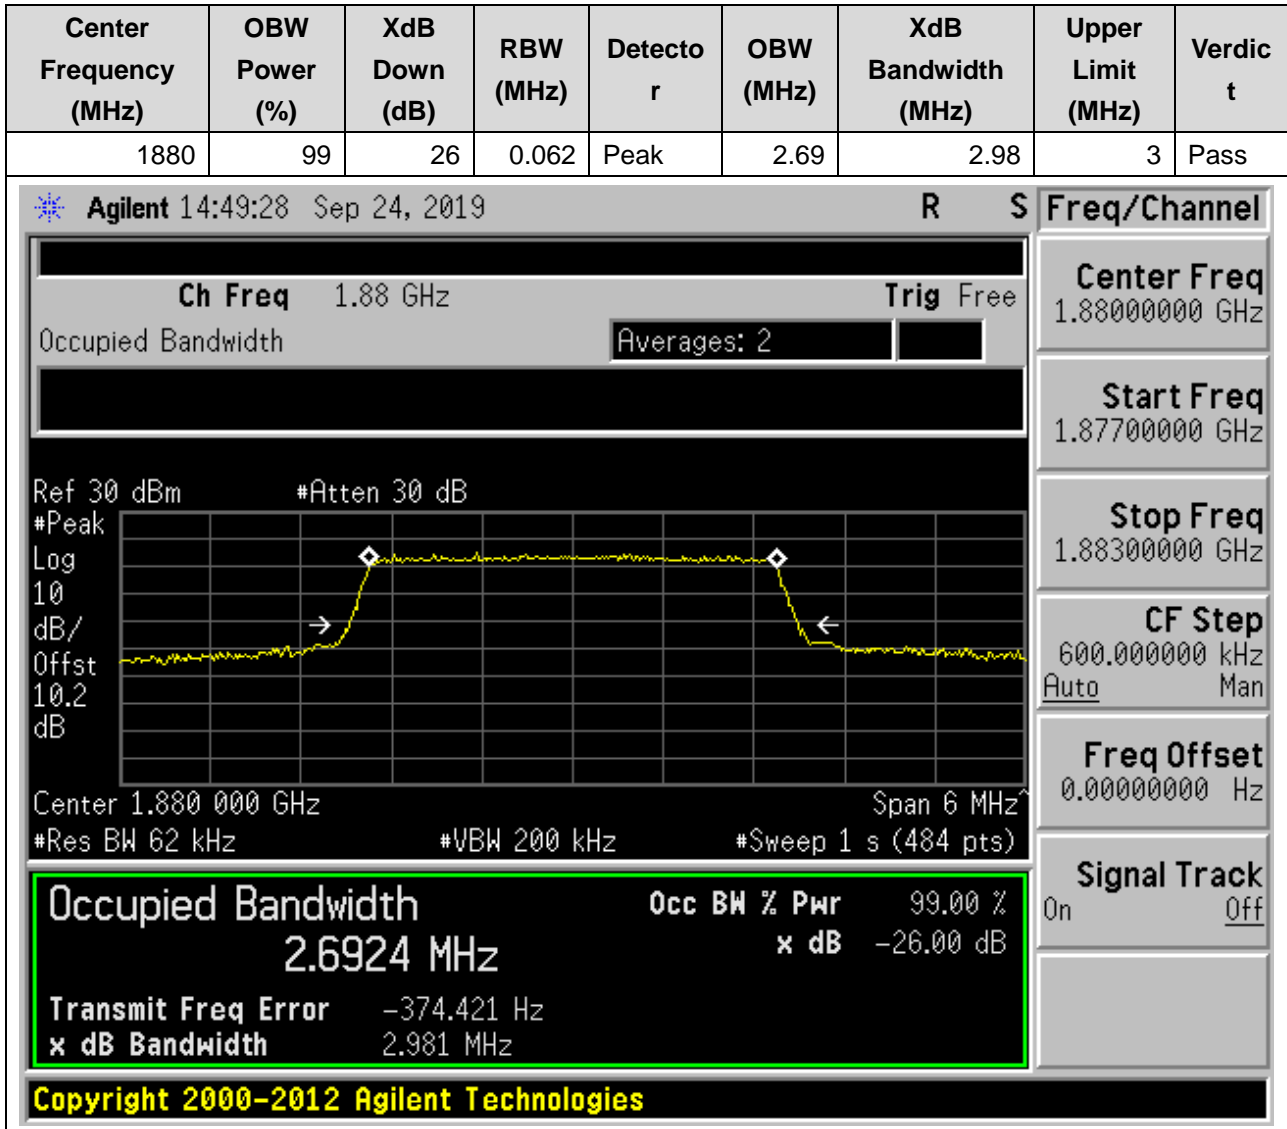 Center Frequency (MHz) OBW Power (%) XdB Down (dB) RBW (MHz) Detecto r OBW (MHz) XdB Bandwidth (MHz) Upper Limit (MHz) Verdic t
1880 99 26 0.062 Peak 2.69 2.98 3 Pass
Agilent 14:49:28 Sep 24, 2019 R S Freq/Channel
Ch Freq 1.88 GHz Trig Free
Occupied Bandwidth Averages: 2
Center Freq
1.88000000 GHz
Start Freq
1.87700000 GHz
Stop Freq
1.88300000 GHz
CF Step
600.000000 kHz
Auto Man
Freq Offset
0.00000000 Hz
Signal Track
On Off
Ref 30 dBm #Atten 30 dB
#Peak
Log
10
dB/
Offst
10.2
dB
Center 1.880 000 GHz Span 6 MHz^
#Res BW 62 kHz #VBW 200 kHz #Sweep 1 s (484 pts)
Occupied Bandwidth Occ BW % Pwr 99.00 %
2.6924 MHz x dB -26.00 dB
Transmit Freq Error -374.421 Hz
x dB Bandwidth 2.981 MHz
Copyright 2000-2012 Agilent Technologies